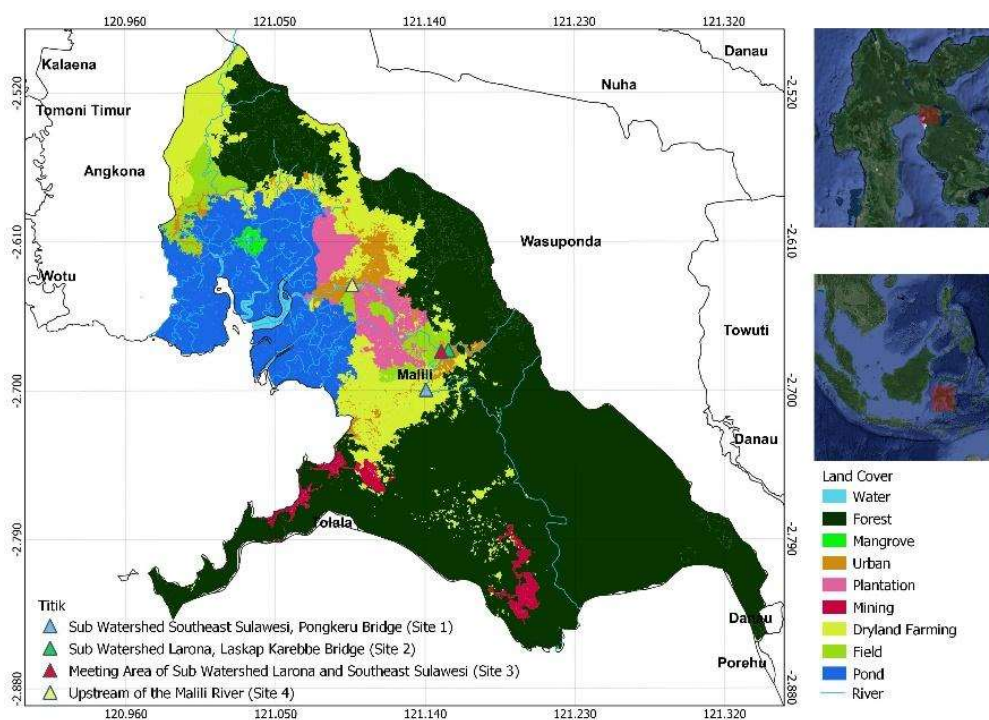 120.960 121.050 121.140 121.230 121.320
Kalaena
Danau
Nuha
-2.520
-2.520
Tomoni Timur
Angkona
-2.610
Wasuponda
-2.610
Wotu
Towuti
Malili
-2.700
-2.700
Danau
Tolala
-2.790
-2.790
Danau
Porehu
-2.880
-2.880
Titik
Sub Watershed Southeast Sulawesi, Pongkeru Bridge (Site 1)
Sub Watershed Larona, Laskap Karebbe Bridge (Site 2)
Meeting Area of Sub Watershed Larona and Southeast Sulawesi (Site 3)
Upstream of the Malili River (Site 4)
120.960 121.050 121.140 121.230 121.320
Land Cover
Water
Forest
Mangrove
Urban
Plantation
Mining
Dryland Farming
Field
Pond
River